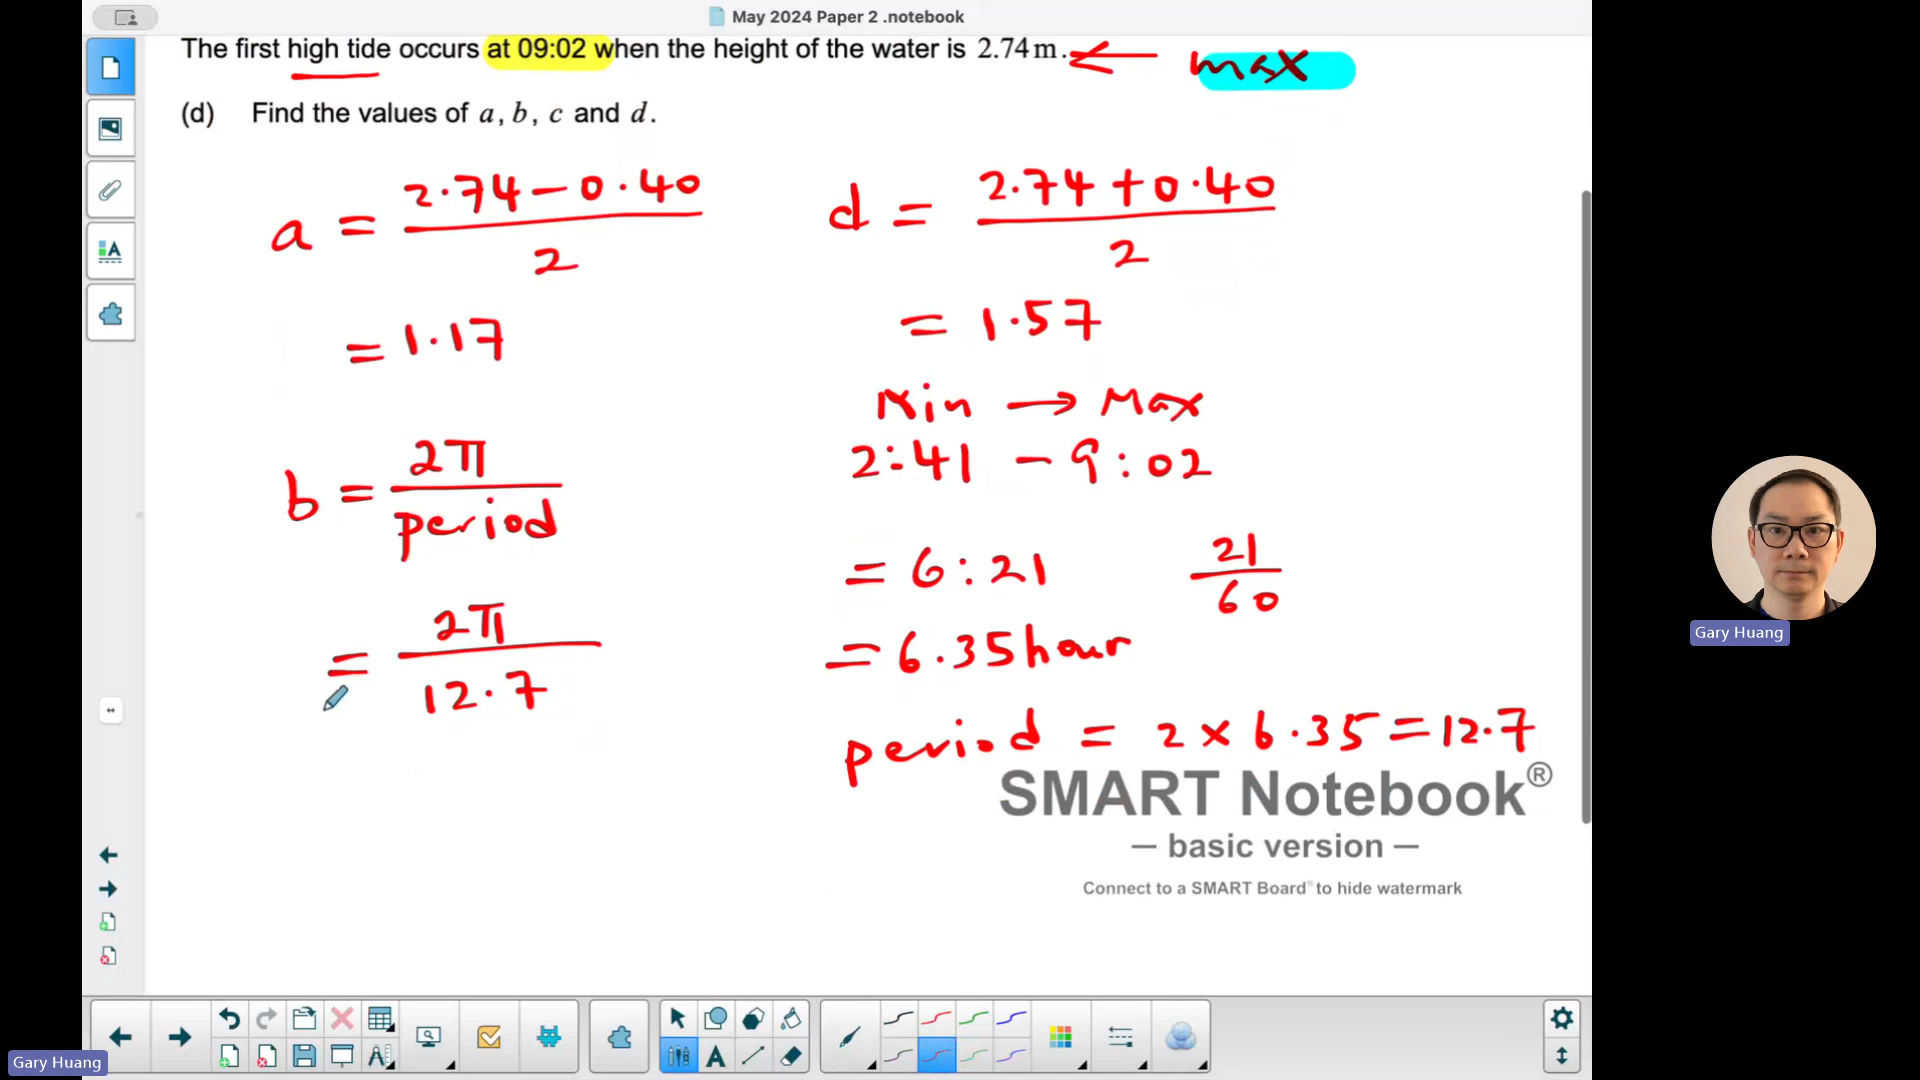 May 2024 Paper 2 .notebook
The first high tide occurs at 09:02 when the height of the water is 2.74 m. ← max
(d) Find the values of a, b, c and d.
a = (2.74 - 0.40)/2
d = (2.74 + 0.40)/2
= 1.17
= 1.57
Min → Max
2:41 - 9:02
b = 2π/period
= 6:21
21/60
= 2π/12.7
= 6.35 hour
period = 2 × 6.35 = 12.7
SMART Notebook®
— basic version —
Connect to a SMART Board® to hide watermark
Gary Huang
Gary Huang